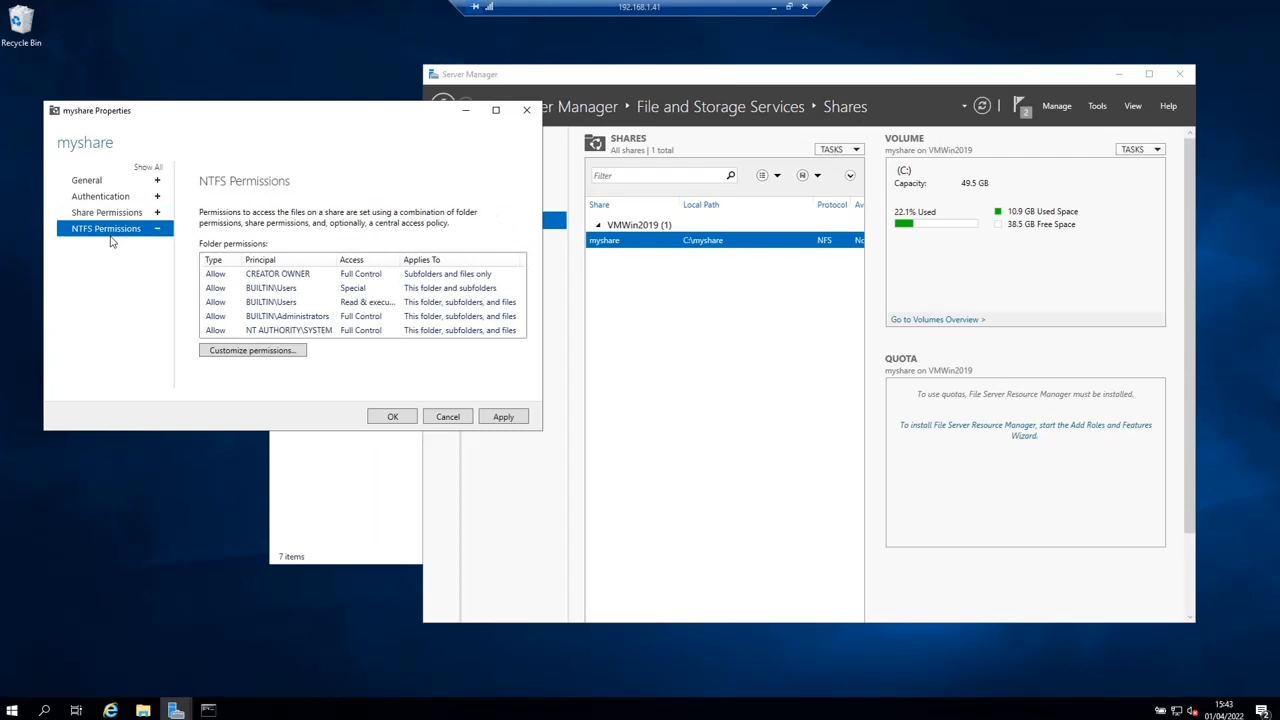 192.168.1.41
Recycle Bin
Server Manager
er Manager › File and Storage Services › Shares
Manage Tools View Help
2
myshare Properties
myshare
Show All
General
Authentication
Share Permissions
NTFS Permissions
NTFS Permissions
Permissions to access the files on a share are set using a combination of folder
permissions, share permissions, and, optionally, a central access policy.
Folder permissions:
Type Principal Access Applies To
Allow CREATOR OWNER Full Control Subfolders and files only
Allow BUILTIN\Users Special This folder and subfolders
Allow BUILTIN\Users Read & execu... This folder, subfolders, and files
Allow BUILTIN\Administrators Full Control This folder, subfolders, and files
Allow NT AUTHORITY\SYSTEM Full Control This folder, subfolders, and files
Customize permissions...
OK Cancel Apply
7 items
SHARES
All shares | 1 total
TASKS
Filter
Share Local Path Protocol Av
VMWin2019 (1)
myshare C:\myshare NFS No
VOLUME
myshare on VMWin2019
TASKS
(C:)
Capacity: 49.5 GB
22.1% Used
10.9 GB Used Space
38.5 GB Free Space
Go to Volumes Overview >
QUOTA
myshare on VMWin2019
To use quotas, File Server Resource Manager must be installed.
To install File Server Resource Manager, start the Add Roles and Features
Wizard.
15:43
01/04/2022
2